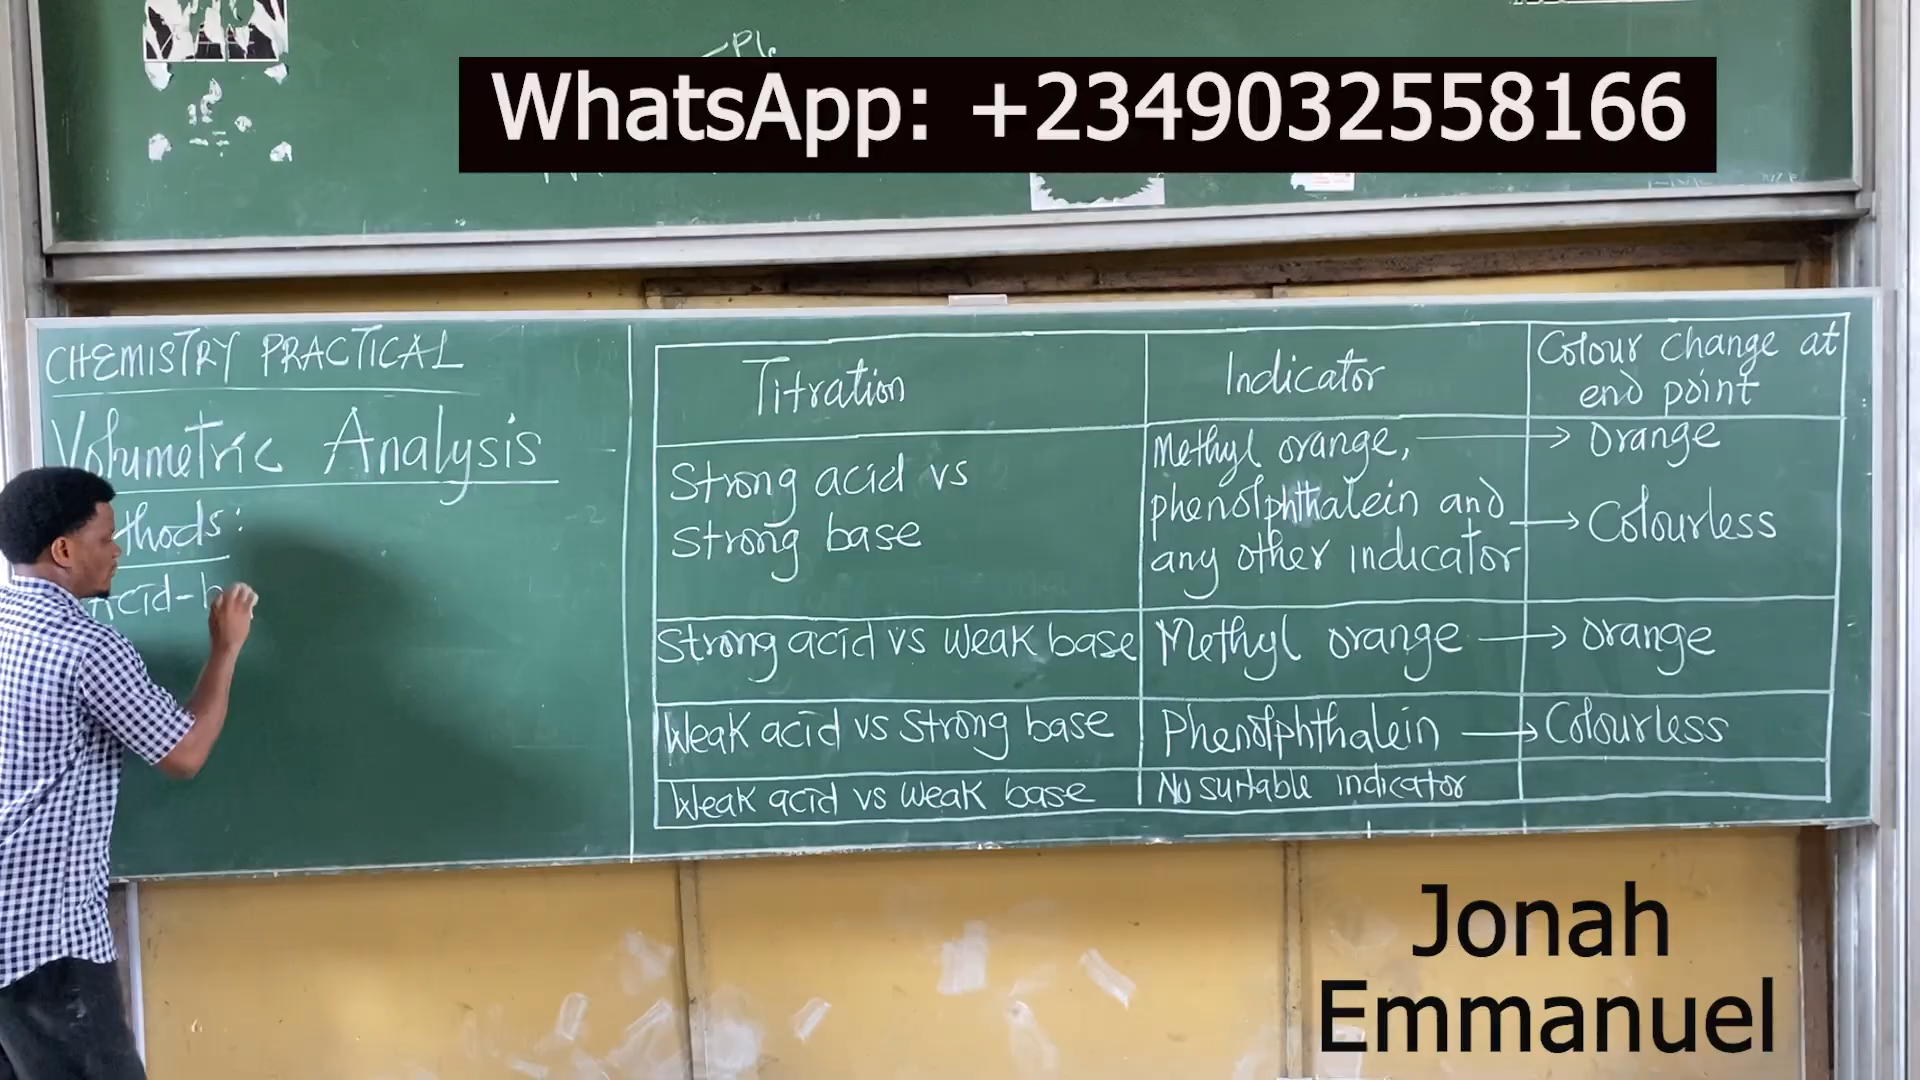 WhatsApp: +2349032558166
CHEMISTRY PRACTICAL
Volumetric Analysis
thods:
Acid-b
Titration
Indicator
Colour change at
end point
Strong acid vs
Strong base
Methyl orange,
phenolphthalein and
any other indicator
→ Orange
→ Colourless
Strong acid vs weak base
Methyl orange → orange
Weak acid vs strong base
Phenolphthalein → Colourless
Weak acid vs weak base
No suitable indicator
Jonah
Emmanuel